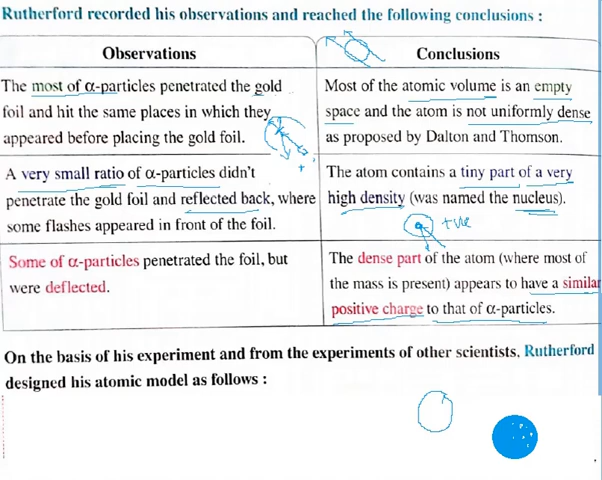 Rutherford recorded his observations and reached the following conclusions :
Observations
Conclusions
The most of α-particles penetrated the gold
foil and hit the same places in which they
appeared before placing the gold foil.
Most of the atomic volume is an empty
space and the atom is not uniformly dense
as proposed by Dalton and Thomson.
+
A very small ratio of α-particles didn't
penetrate the gold foil and reflected back, where
some flashes appeared in front of the foil.
The atom contains a tiny part of a very
high density (was named the nucleus).
+ve
Some of α-particles penetrated the foil, but
were deflected.
The dense part of the atom (where most of
the mass is present) appears to have a similar
positive charge to that of α-particles.
On the basis of his experiment and from the experiments of other scientists, Rutherford
designed his atomic model as follows :